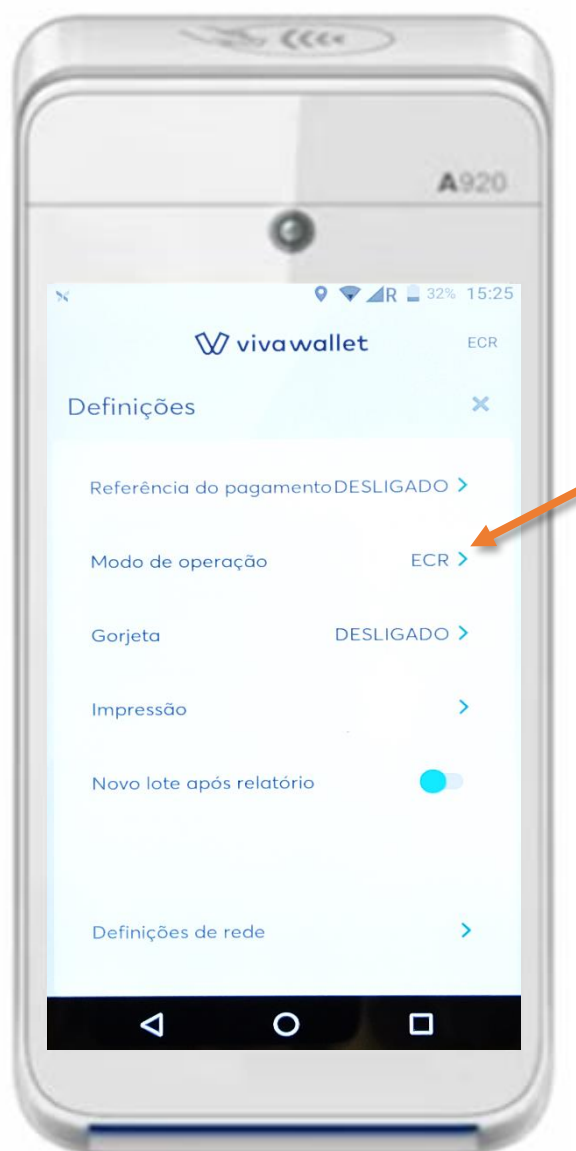 A920
32% 15:25
vivawallet ECR
Definições
Referência do pagamento DESLIGADO
Modo de operação ECR
Gorjeta DESLIGADO
Impressão
Novo lote após relatório
Definições de rede